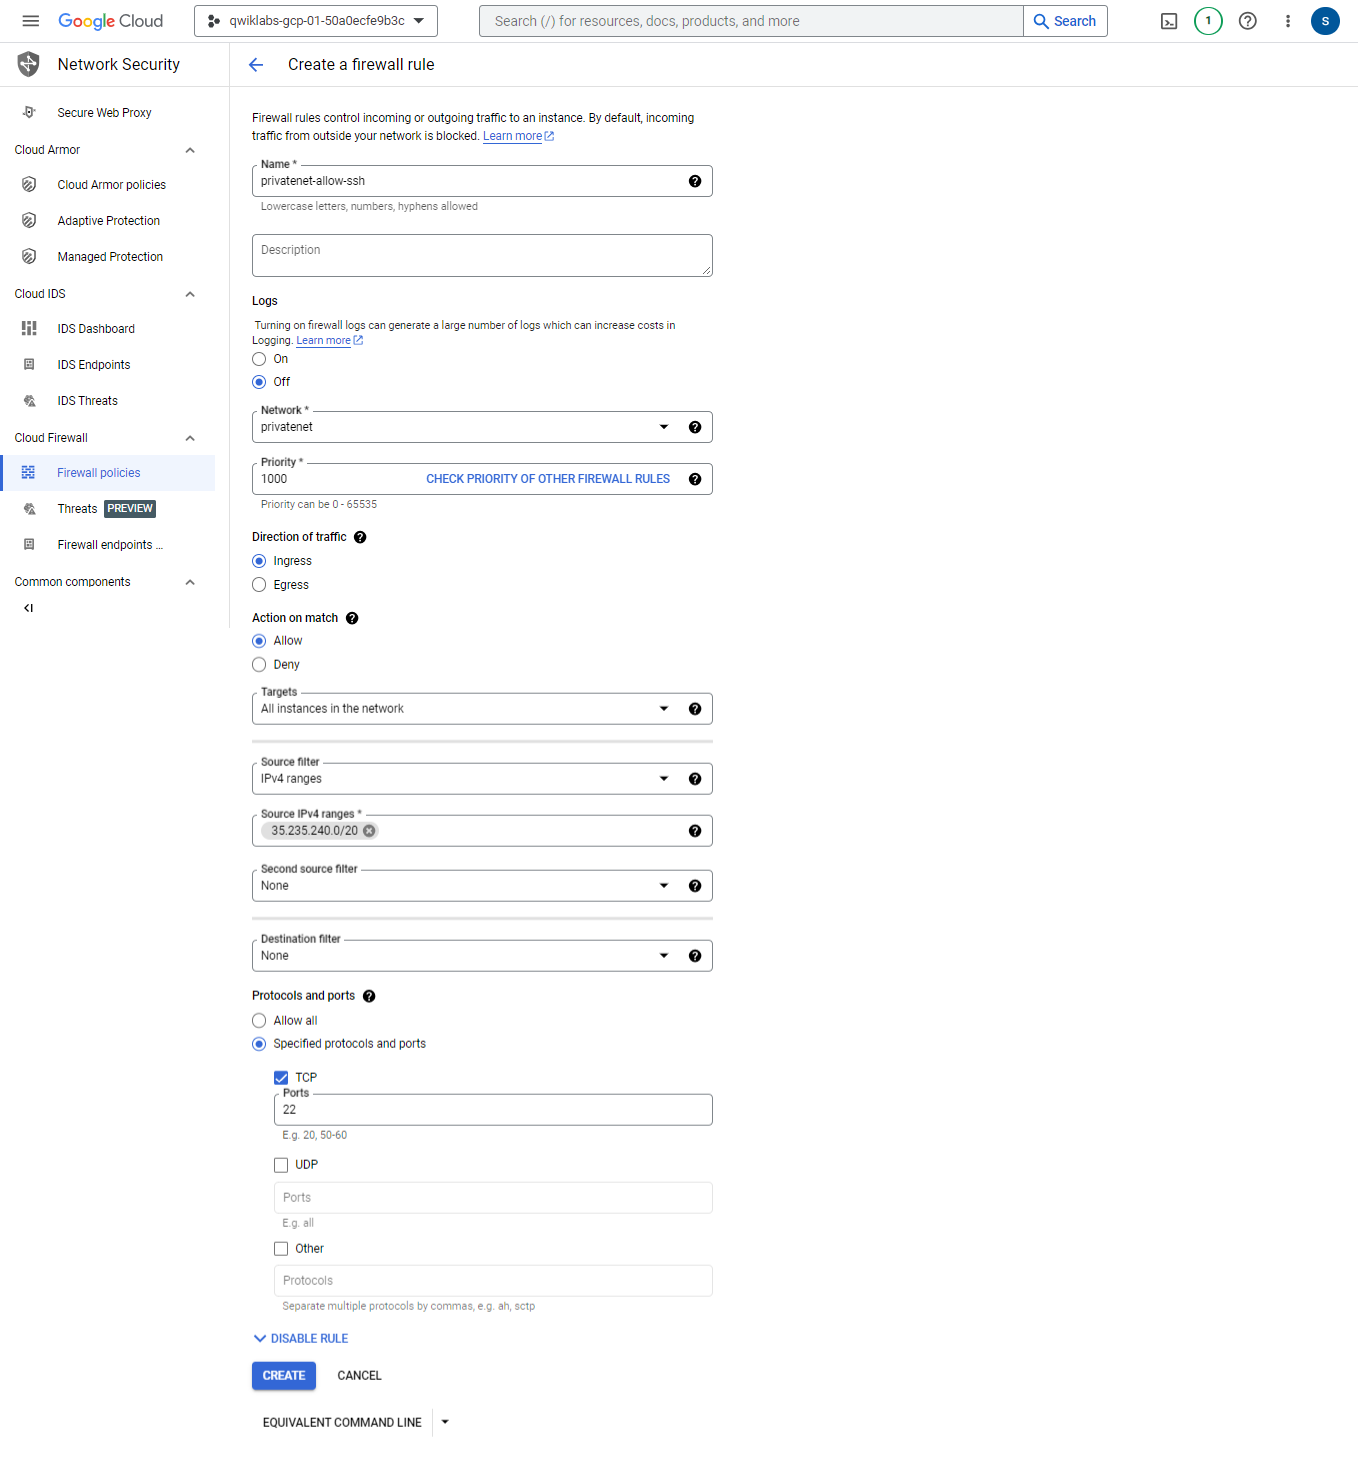 Google Cloud
qwiklabs-gcp-01-50a0ecfe9b3c
Search (/) for resources, docs, products, and more
Search
1
S
Network Security
Create a firewall rule
Secure Web Proxy
Cloud Armor
Cloud Armor policies
Adaptive Protection
Managed Protection
Cloud IDS
IDS Dashboard
IDS Endpoints
IDS Threats
Cloud Firewall
Firewall policies
Threats PREVIEW
Firewall endpoints ...
Common components
Firewall rules control incoming or outgoing traffic to an instance. By default, incoming
traffic from outside your network is blocked. Learn more
Name *
privatenet-allow-ssh
Lowercase letters, numbers, hyphens allowed
Description
Logs
Turning on firewall logs can generate a large number of logs which can increase costs in
Logging. Learn more
On
Off
Network *
privatenet
Priority *
1000 CHECK PRIORITY OF OTHER FIREWALL RULES
Priority can be 0 - 65535
Direction of traffic
Ingress
Egress
Action on match
Allow
Deny
Targets
All instances in the network
Source filter
IPv4 ranges
Source IPv4 ranges *
35.235.240.0/20
Second source filter
None
Destination filter
None
Protocols and ports
Allow all
Specified protocols and ports
TCP
Ports
22
E.g. 20, 50-60
UDP
Ports
E.g. all
Other
Protocols
Separate multiple protocols by commas, e.g. ah, sctp
DISABLE RULE
CREATE CANCEL
EQUIVALENT COMMAND LINE